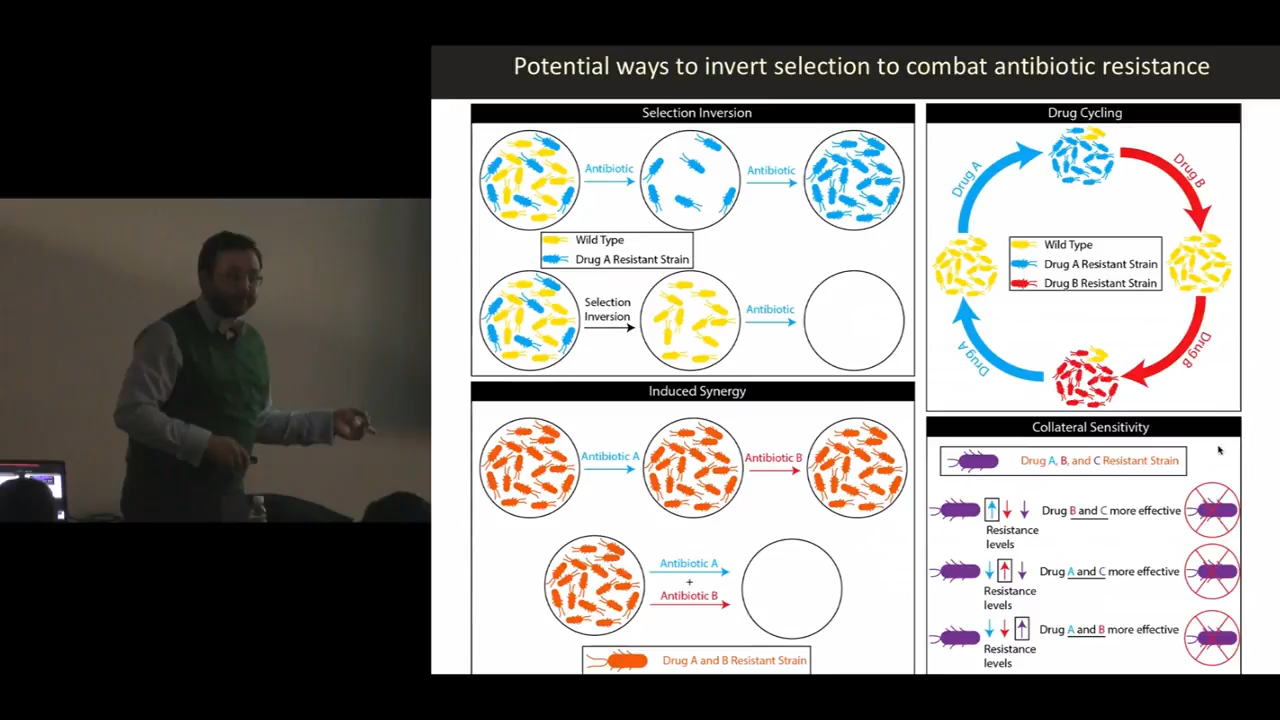 Potential ways to invert selection to combat antibiotic resistance
Selection Inversion
Antibiotic
Antibiotic
Wild Type
Drug A Resistant Strain
Selection
Inversion
Antibiotic
Induced Synergy
Antibiotic A
Antibiotic B
Antibiotic A
+
Antibiotic B
Drug A and B Resistant Strain
Drug Cycling
Drug A
Drug B
Wild Type
Drug A Resistant Strain
Drug B Resistant Strain
Drug A
Drug B
Collateral Sensitivity
Drug A, B, and C Resistant Strain
Drug B and C more effective
Resistance
levels
Drug A and C more effective
Resistance
levels
Drug A and B more effective
Resistance
levels